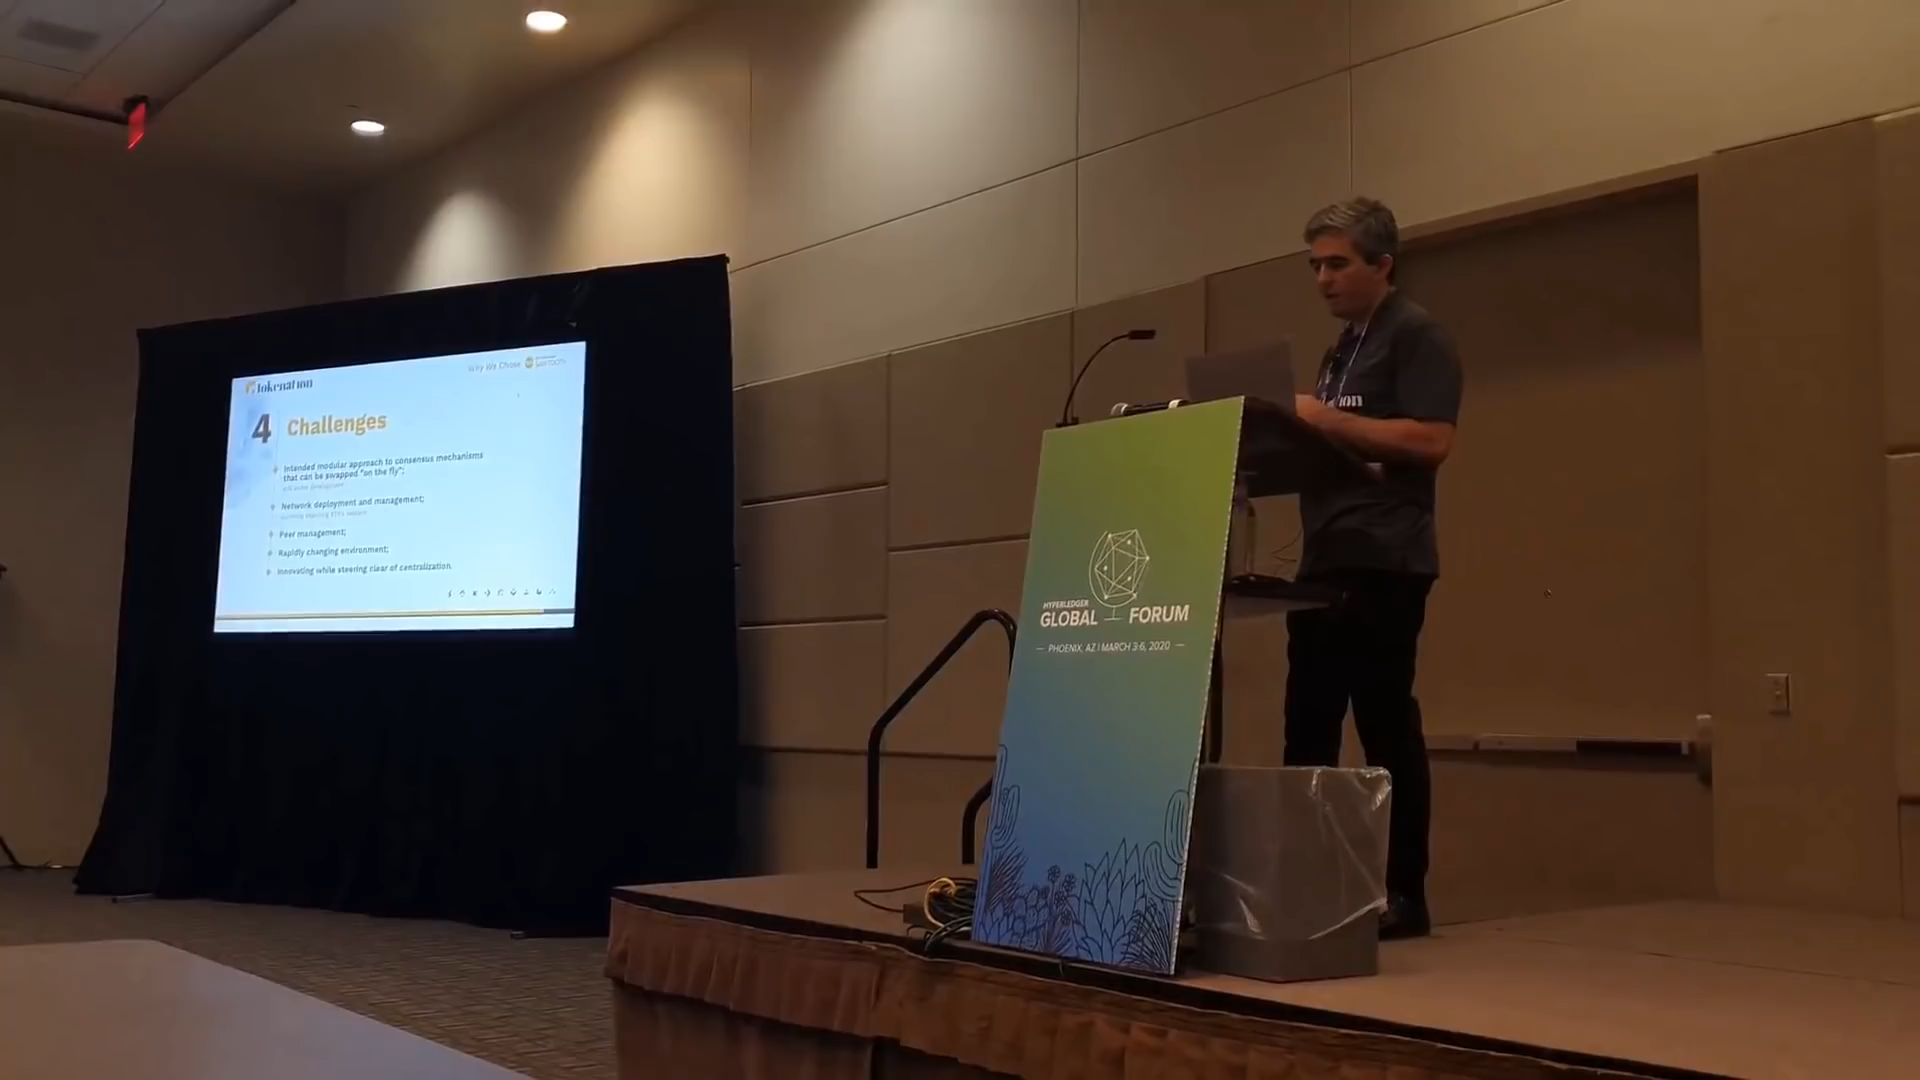 tokenation
Why We Chose
SAWTOOTH
4 Challenges
Intended modular approach to consensus mechanisms
that can be swapped "on the fly";
Network deployment and management;
Peer management;
Rapidly changing environment;
Innovating while steering clear of centralization.
HYPERLEDGER
GLOBAL FORUM
— PHOENIX, AZ | MARCH 3-6, 2020 —